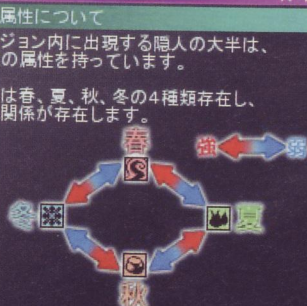 属性について
ジョン内に出現する隠人の大半は、
の属性を持っています。
は春、夏、秋、冬の4種類存在し、
関係が存在します。
春
強 弱
冬 夏
秋